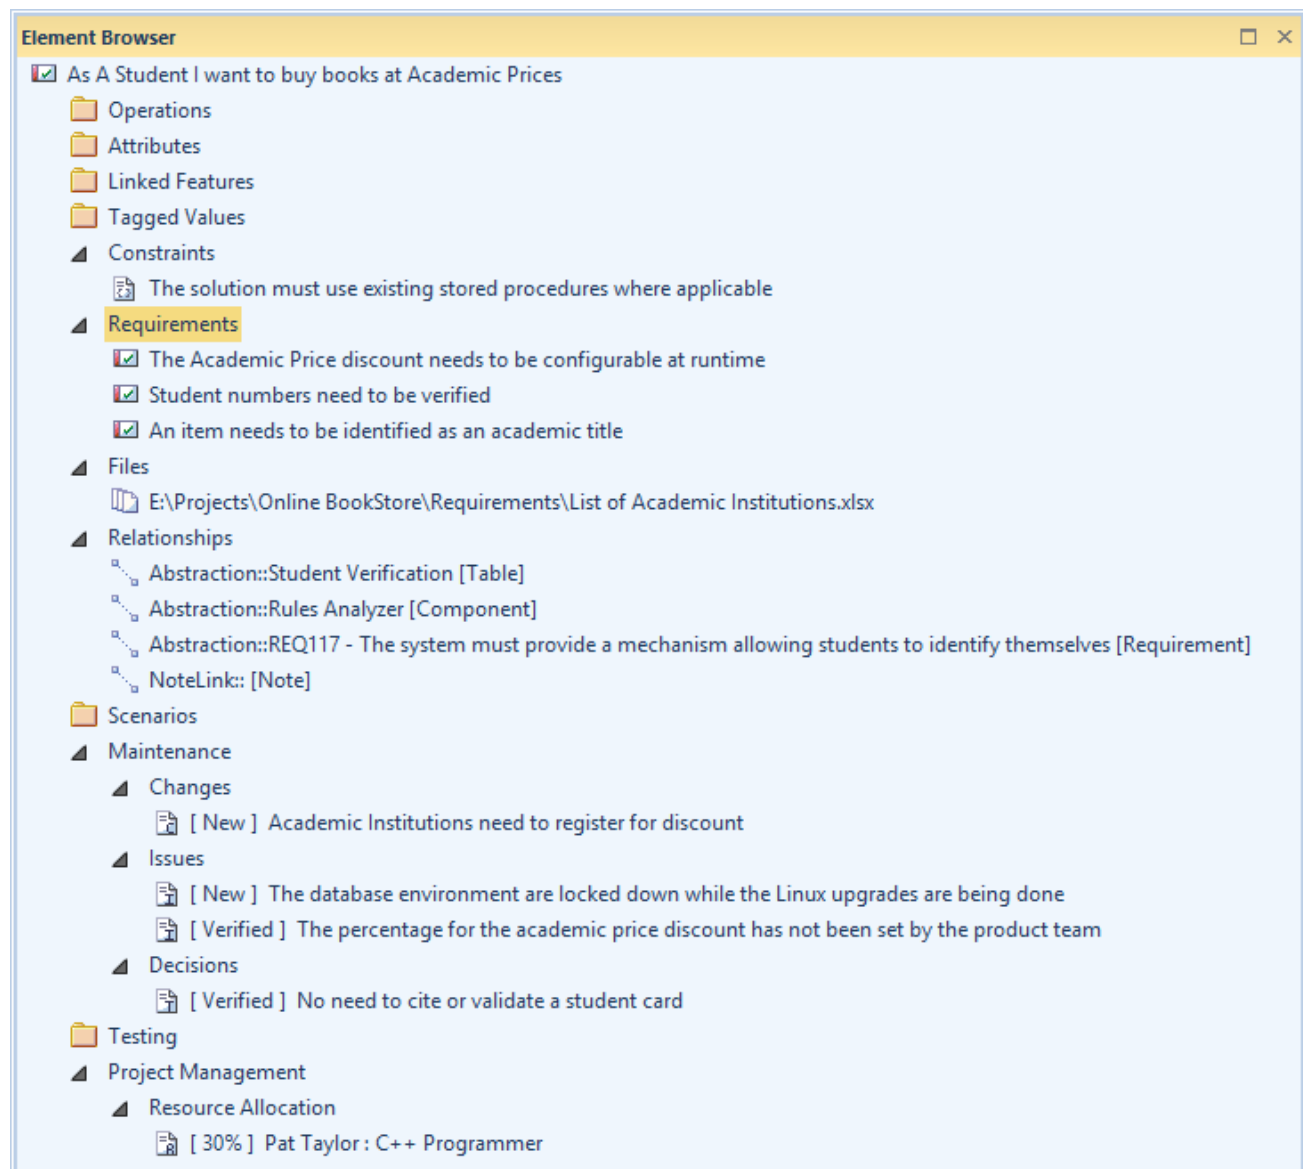 Element Browser
As A Student I want to buy books at Academic Prices
Operations
Attributes
Linked Features
Tagged Values
Constraints
The solution must use existing stored procedures where applicable
Requirements
The Academic Price discount needs to be configurable at runtime
Student numbers need to be verified
An item needs to be identified as an academic title
Files
E:\Projects\Online BookStore\Requirements\List of Academic Institutions.xlsx
Relationships
Abstraction::Student Verification [Table]
Abstraction::Rules Analyzer [Component]
Abstraction::REQ117 - The system must provide a mechanism allowing students to identify themselves [Requirement]
NoteLink:: [Note]
Scenarios
Maintenance
Changes
[ New ] Academic Institutions need to register for discount
Issues
[ New ] The database environment are locked down while the Linux upgrades are being done
[ Verified ] The percentage for the academic price discount has not been set by the product team
Decisions
[ Verified ] No need to cite or validate a student card
Testing
Project Management
Resource Allocation
[ 30% ] Pat Taylor : C++ Programmer